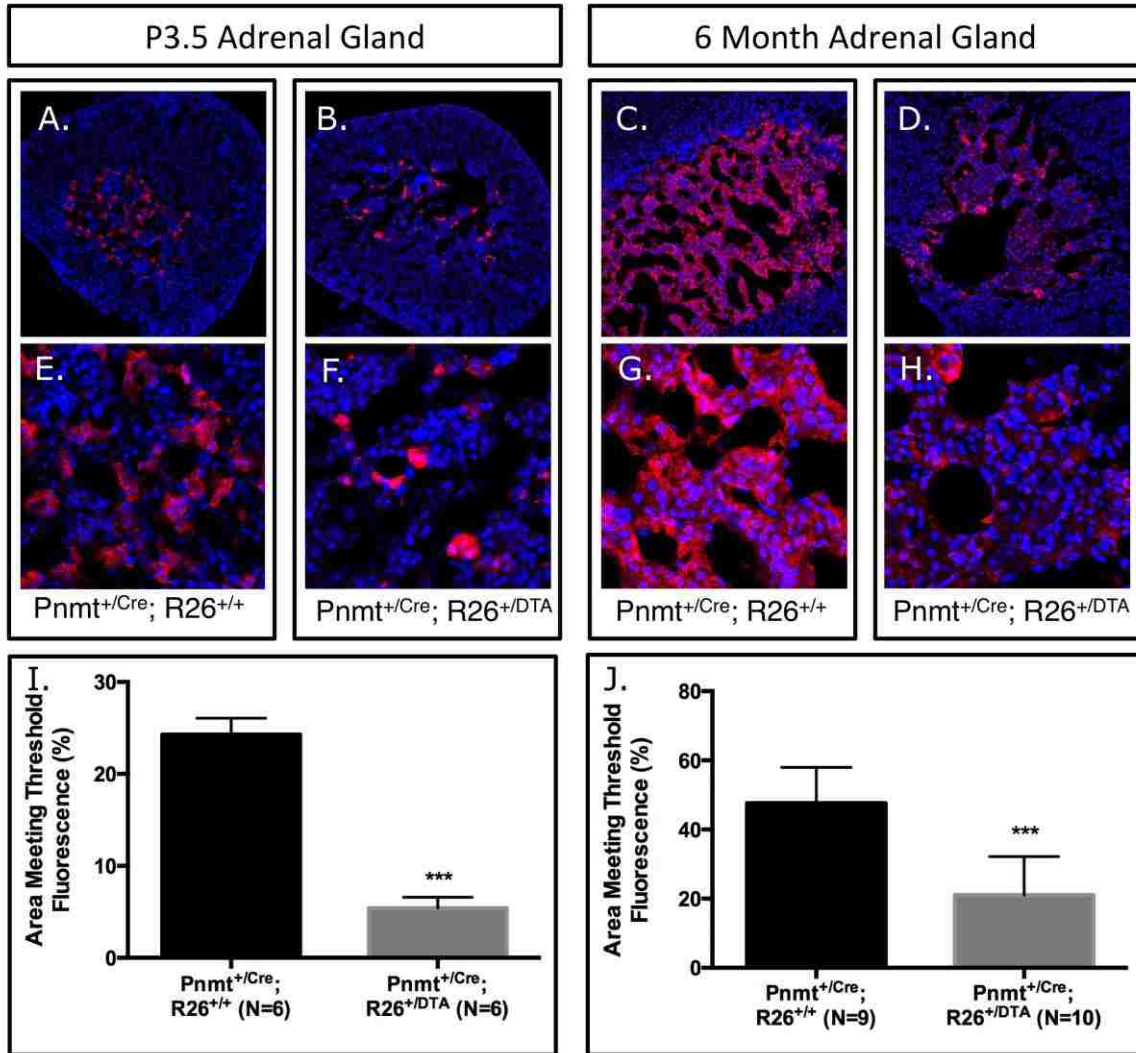 P3.5 Adrenal Gland
6 Month Adrenal Gland
A.
B.
C.
D.
E.
F.
G.
H.
Pnmt+/Cre; R26+/+
Pnmt+/Cre; R26+/DTA
Pnmt+/Cre; R26+/+
Pnmt+/Cre; R26+/DTA
I.
Area Meeting Threshold
Fluorescence (%)
30
20
10
0
***
Pnmt+/Cre;
R26+/+ (N=6)
Pnmt+/Cre;
R26+/DTA (N=6)
J.
Area Meeting Threshold
Fluorescence (%)
80
60
40
20
0
***
Pnmt+/Cre;
R26+/+ (N=9)
Pnmt+/Cre;
R26+/DTA (N=10)